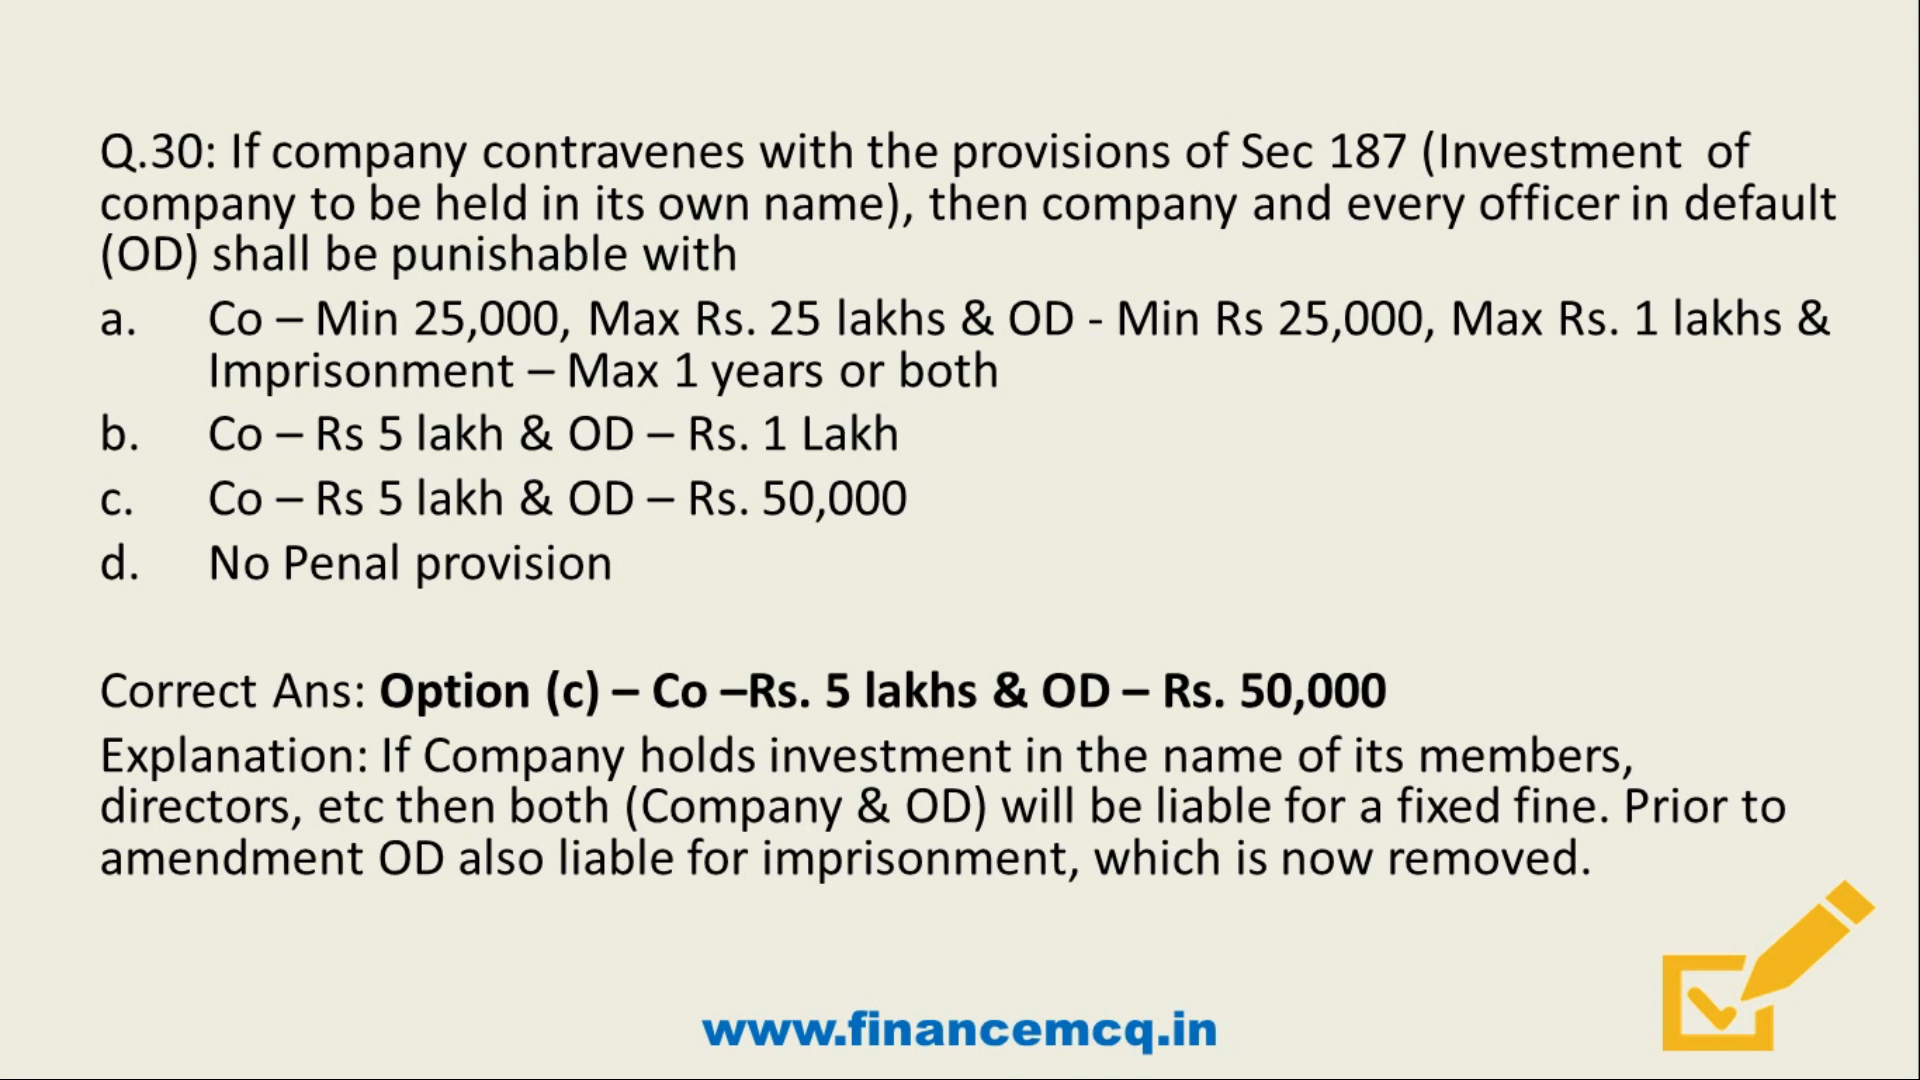 Q.30: If company contravenes with the provisions of Sec 187 (Investment of
company to be held in its own name), then company and every officer in default
(OD) shall be punishable with
a. Co – Min 25,000, Max Rs. 25 lakhs & OD - Min Rs 25,000, Max Rs. 1 lakhs &
Imprisonment – Max 1 years or both
b. Co – Rs 5 lakh & OD – Rs. 1 Lakh
c. Co – Rs 5 lakh & OD – Rs. 50,000
d. No Penal provision
Correct Ans: Option (c) – Co –Rs. 5 lakhs & OD – Rs. 50,000
Explanation: If Company holds investment in the name of its members,
directors, etc then both (Company & OD) will be liable for a fixed fine. Prior to
amendment OD also liable for imprisonment, which is now removed.
www.financemcq.in